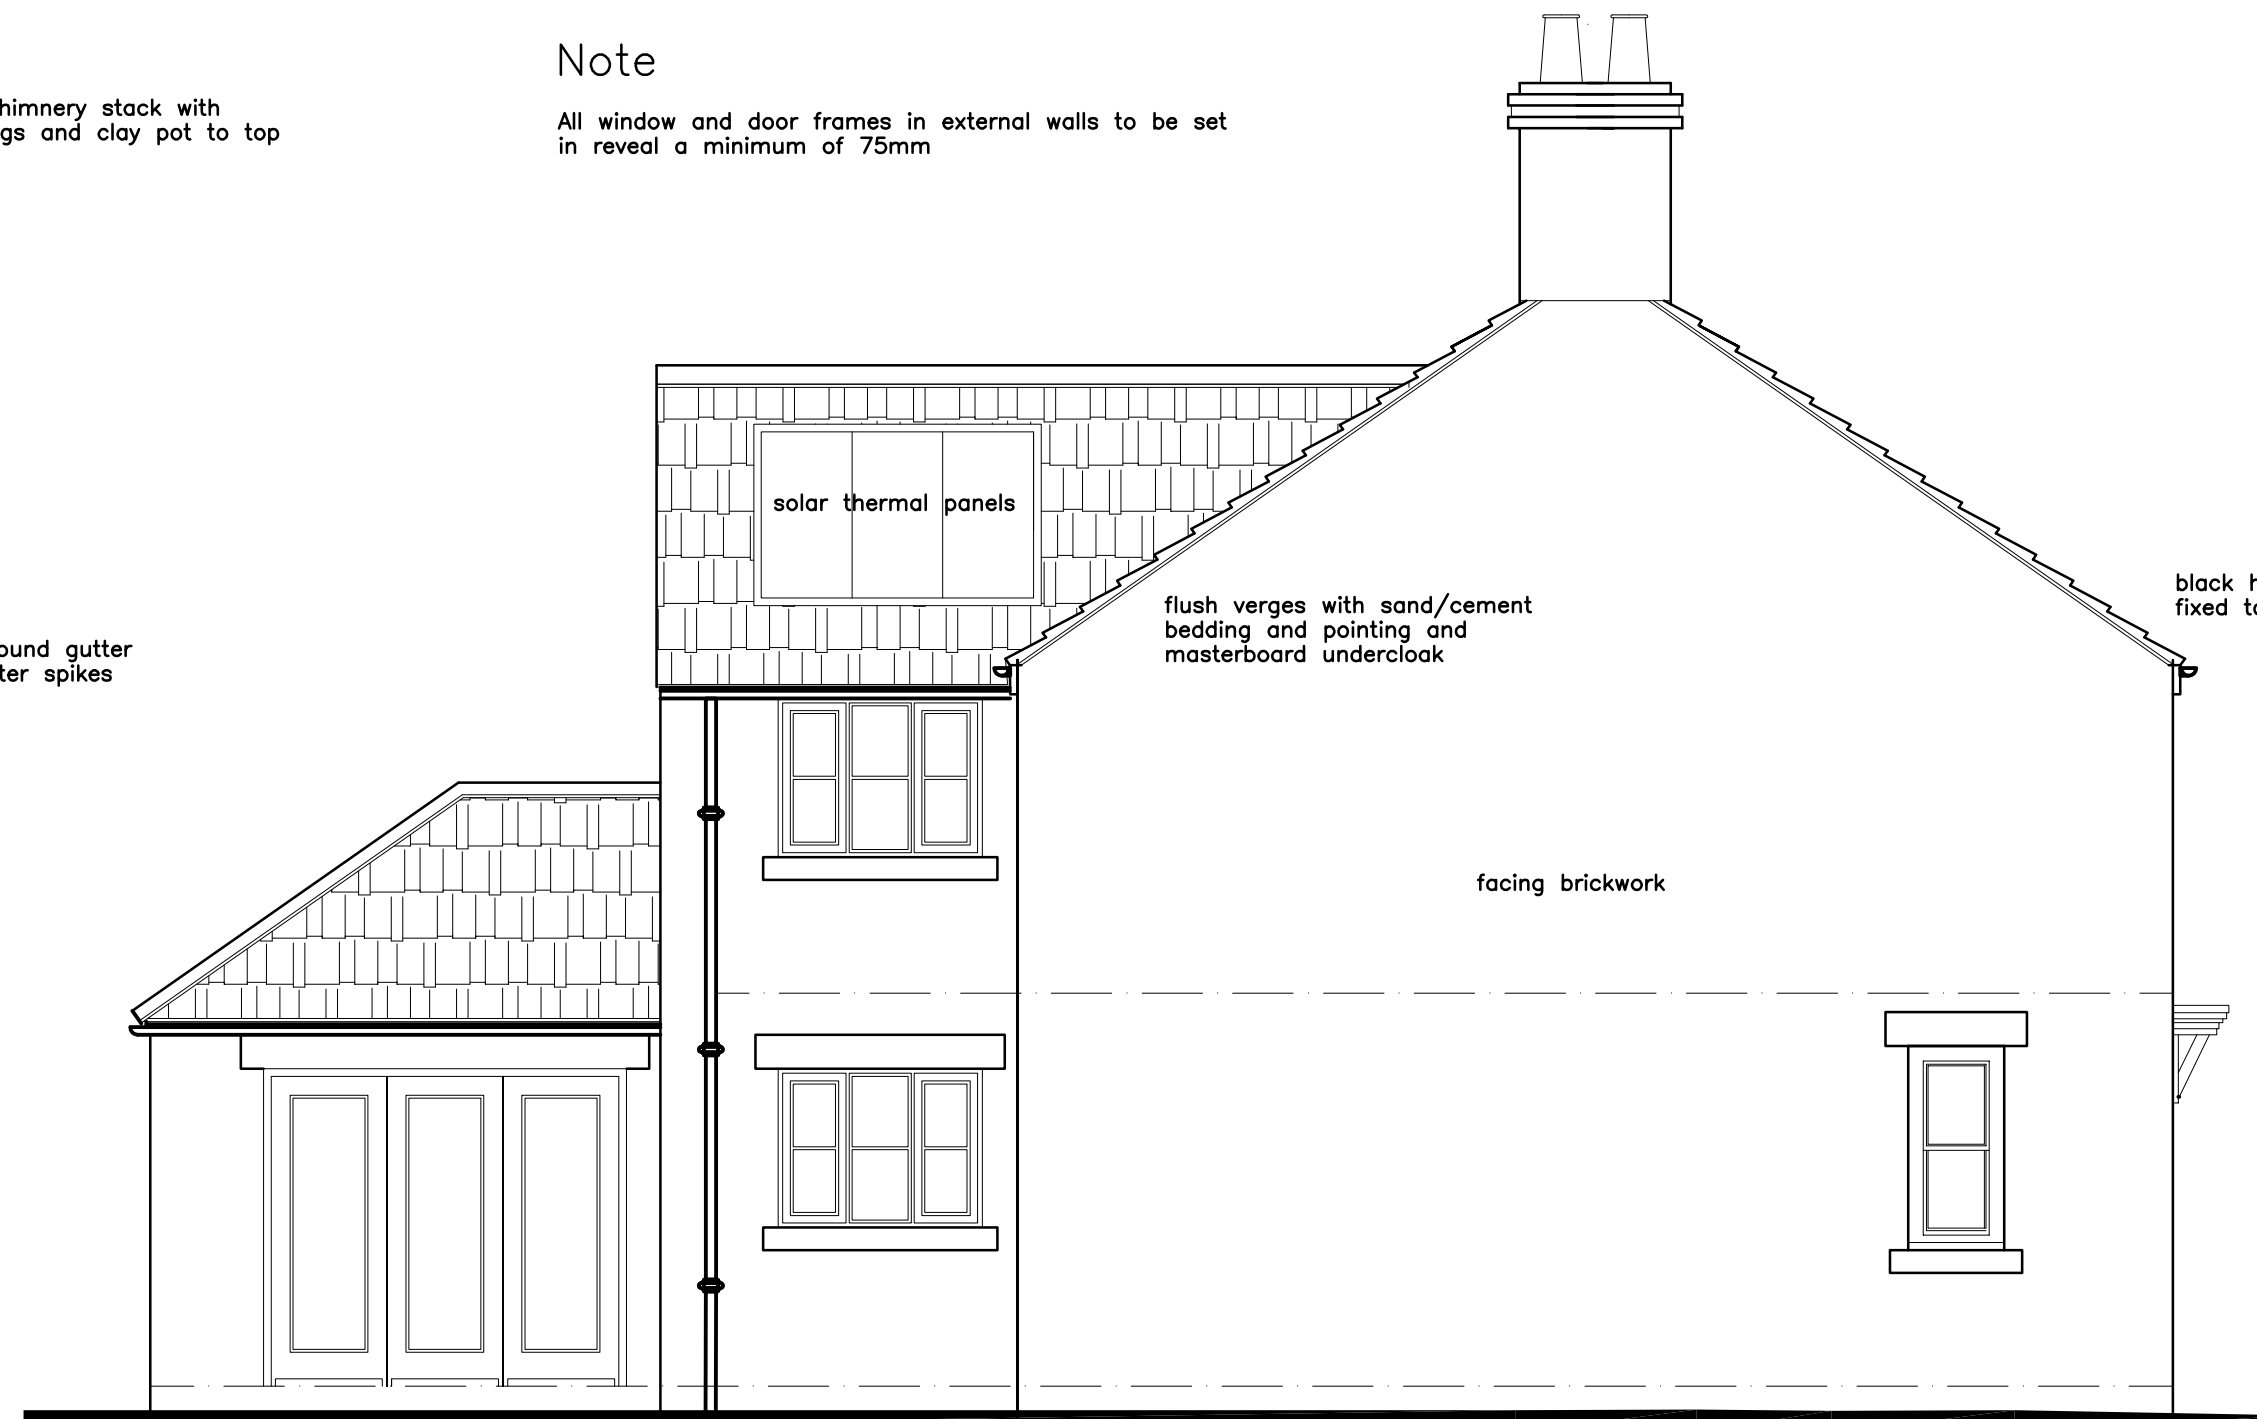 himnery stack with
gs and clay pot to top
Note
All window and door frames in external walls to be set
in reveal a minimum of 75mm
solar thermal panels
flush verges with sand/cement
bedding and pointing and
masterboard undercloak
black h
fixed to
ound gutter
ter spikes
facing brickwork